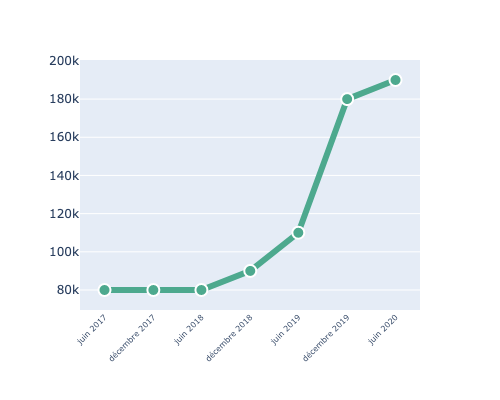 200k
180k
160k
140k
120k
100k
80k
juin 2017
décembre 2017
juin 2018
décembre 2018
juin 2019
décembre 2019
juin 2020